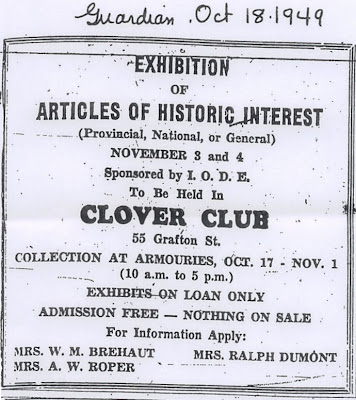 Guardian. Oct 18.1949
EXHIBITION
OF
ARTICLES OF HISTORIC INTEREST
(Provincial, National, or General)
NOVEMBER 3 and 4
Sponsored by I. O. D. E.
To Be Held In
CLOVER CLUB
55 Grafton St.
COLLECTION AT ARMOURIES, OCT. 17 - NOV. 1
(10 a.m. to 5 p.m.)
EXHIBITS ON LOAN ONLY
ADMISSION FREE — NOTHING ON SALE
For Information Apply:
MRS. W. M. BREHAUT MRS. RALPH DUMONT
MRS. A. W. ROPER